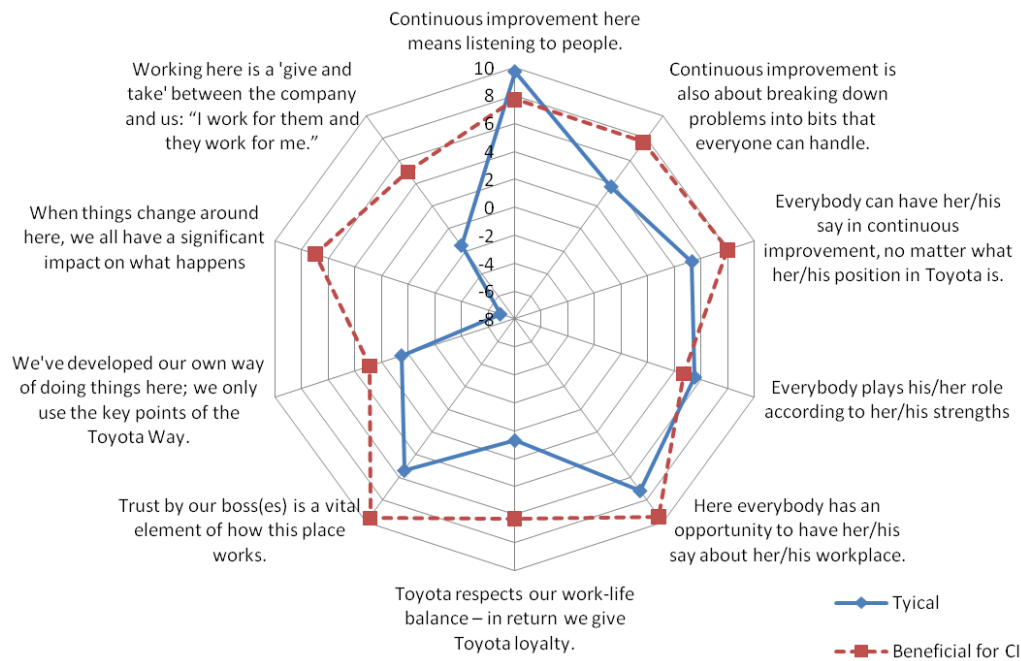 Continuous improvement here
means listening to people.
Continuous improvement is
also about breaking down
problems into bits that
everyone can handle.
Everybody can have her/his
say in continuous
improvement, no matter what
her/his position in Toyota is.
Everybody plays his/her role
according to her/his strengths
Here everybody has an
opportunity to have her/his
say about her/his workplace.
Toyota respects our work-life
balance – in return we give
Toyota loyalty.
Trust by our boss(es) is a vital
element of how this place
works.
We've developed our own way
of doing things here; we only
use the key points of the
Toyota Way.
When things change around
here, we all have a significant
impact on what happens
Working here is a 'give and
take' between the company
and us: “I work for them and
they work for me.”
10
8
6
4
2
0
-2
-4
-6
-8
Tyical
Beneficial for CI